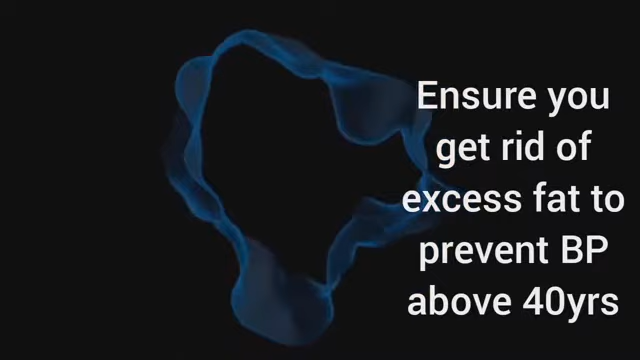 Ensure you
get rid of
excess fat to
prevent BP
above 40yrs